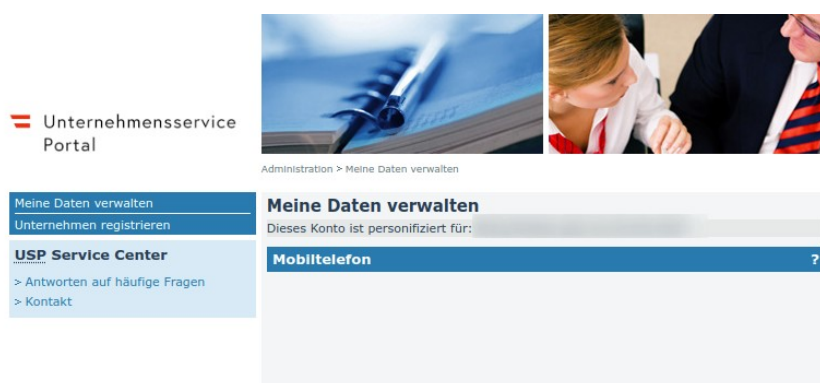 Unternehmensservice
Portal
Administration > Meine Daten verwalten
Meine Daten verwalten
Unternehmen registrieren
USP Service Center
> Antworten auf häufige Fragen
> Kontakt
Meine Daten verwalten
Dieses Konto ist personifiziert für:
Mobiltelefon ?